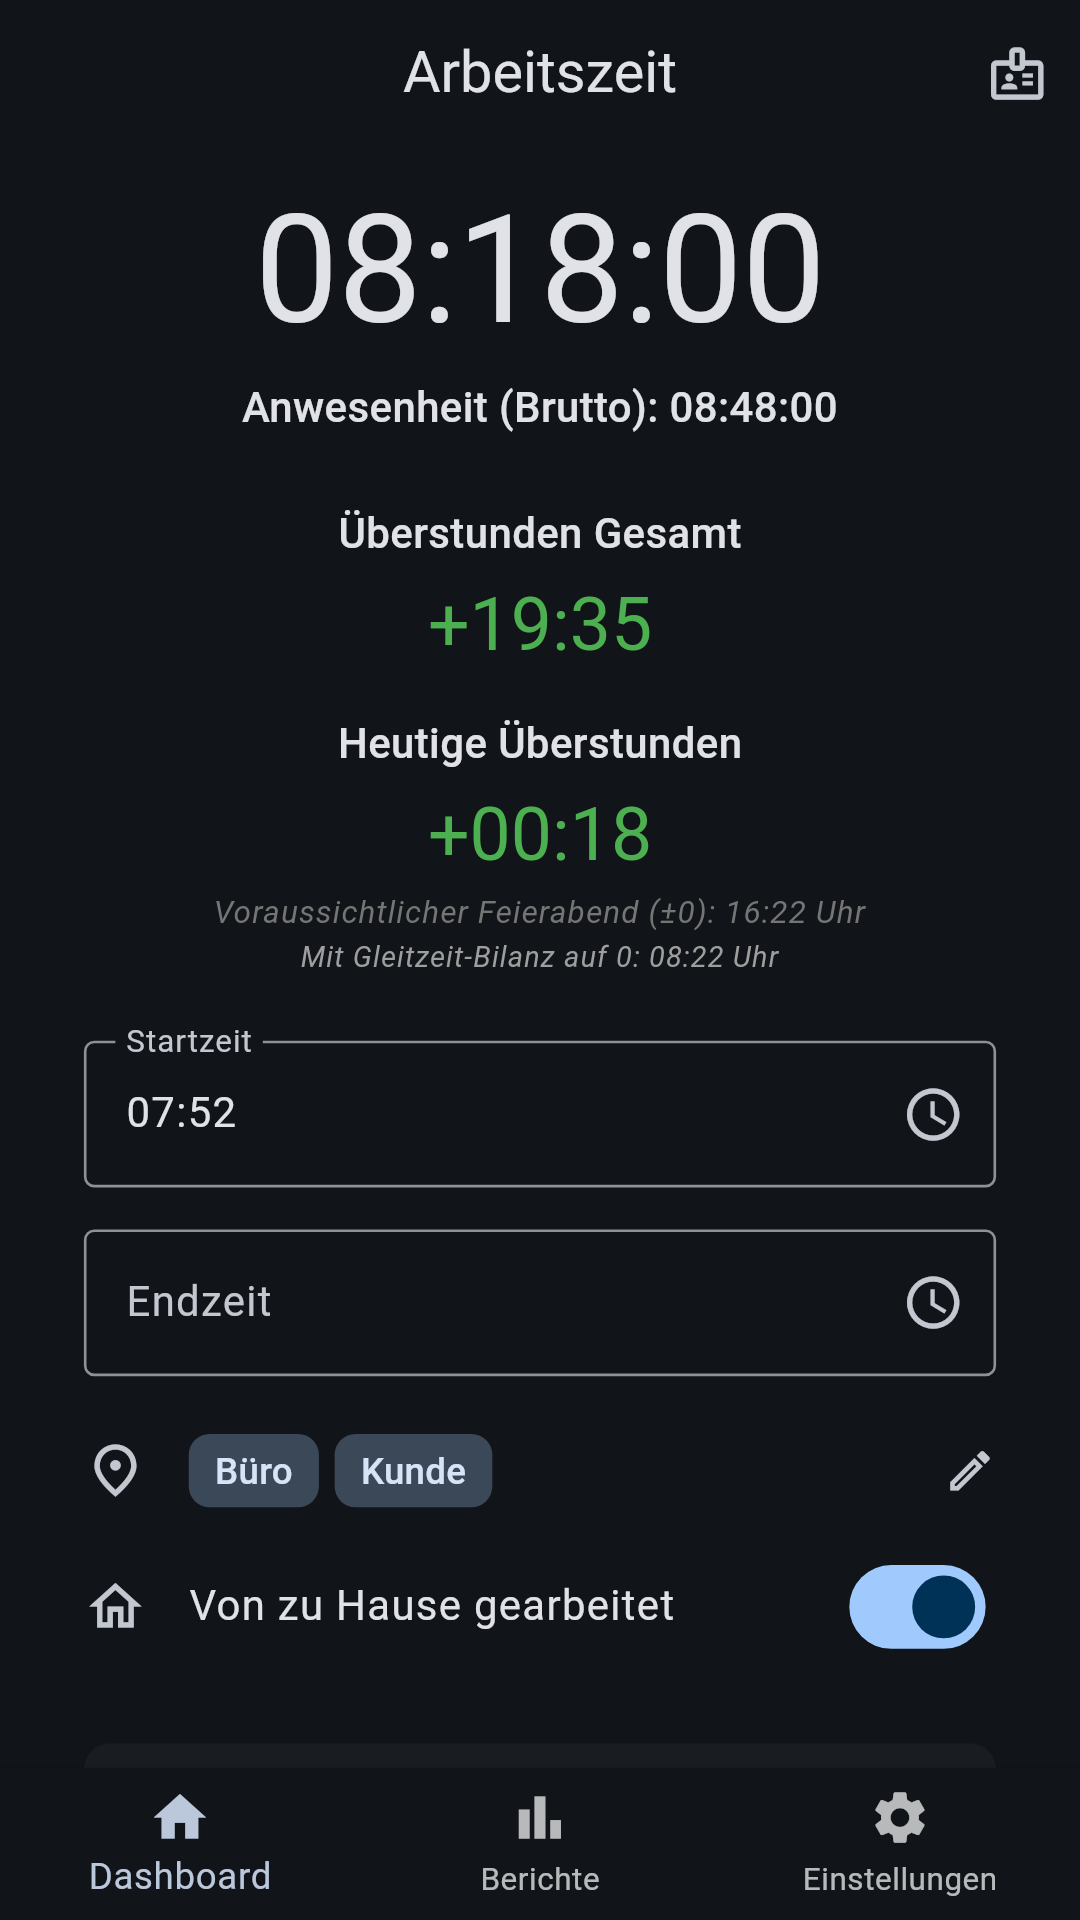 Arbeitszeit
08:18:00
Anwesenheit (Brutto): 08:48:00
Überstunden Gesamt
+19:35
Heutige Überstunden
+00:18
Voraussichtlicher Feierabend (±0): 16:22 Uhr
Mit Gleitzeit-Bilanz auf 0: 08:22 Uhr
Startzeit
07:52
Endzeit
Büro Kunde
Von zu Hause gearbeitet
Dashboard Berichte Einstellungen